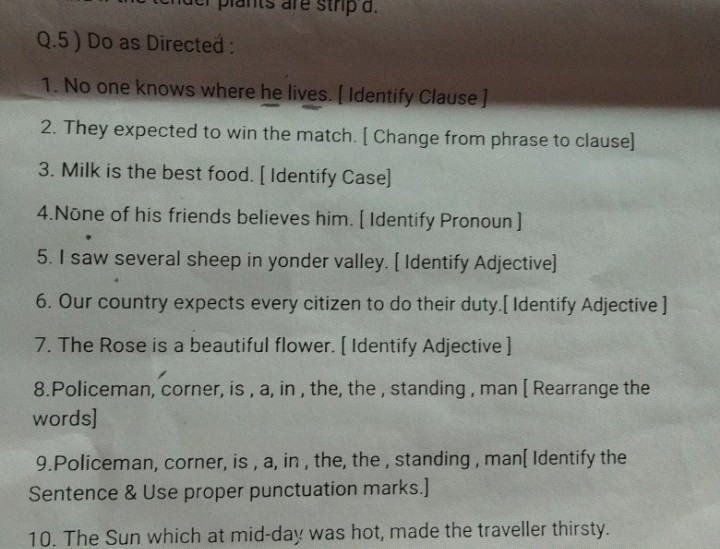 the tender plants are strip'd.
Q.5 ) Do as Directed :
1. No one knows where he lives. [ Identify Clause ]
2. They expected to win the match. [ Change from phrase to clause]
3. Milk is the best food. [ Identify Case]
4.None of his friends believes him. [ Identify Pronoun ]
5. I saw several sheep in yonder valley. [ Identify Adjective]
6. Our country expects every citizen to do their duty.[ Identify Adjective ]
7. The Rose is a beautiful flower. [ Identify Adjective ]
8.Policeman, corner, is , a, in , the, the , standing , man [ Rearrange the
words]
9.Policeman, corner, is , a, in , the, the , standing , man[ Identify the
Sentence & Use proper punctuation marks.]
10. The Sun which at mid-day was hot, made the traveller thirsty.